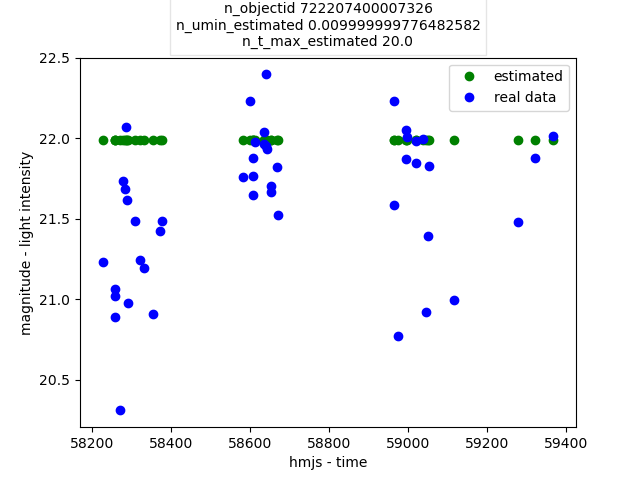 n_objectid 722207400007326
n_umin_estimated 0.009999999776482582
n_t_max_estimated 20.0
22.5
22.0
21.5
21.0
20.5
magnitude - light intensity
estimated
real data
58200 58400 58600 58800 59000 59200 59400
hmjs - time